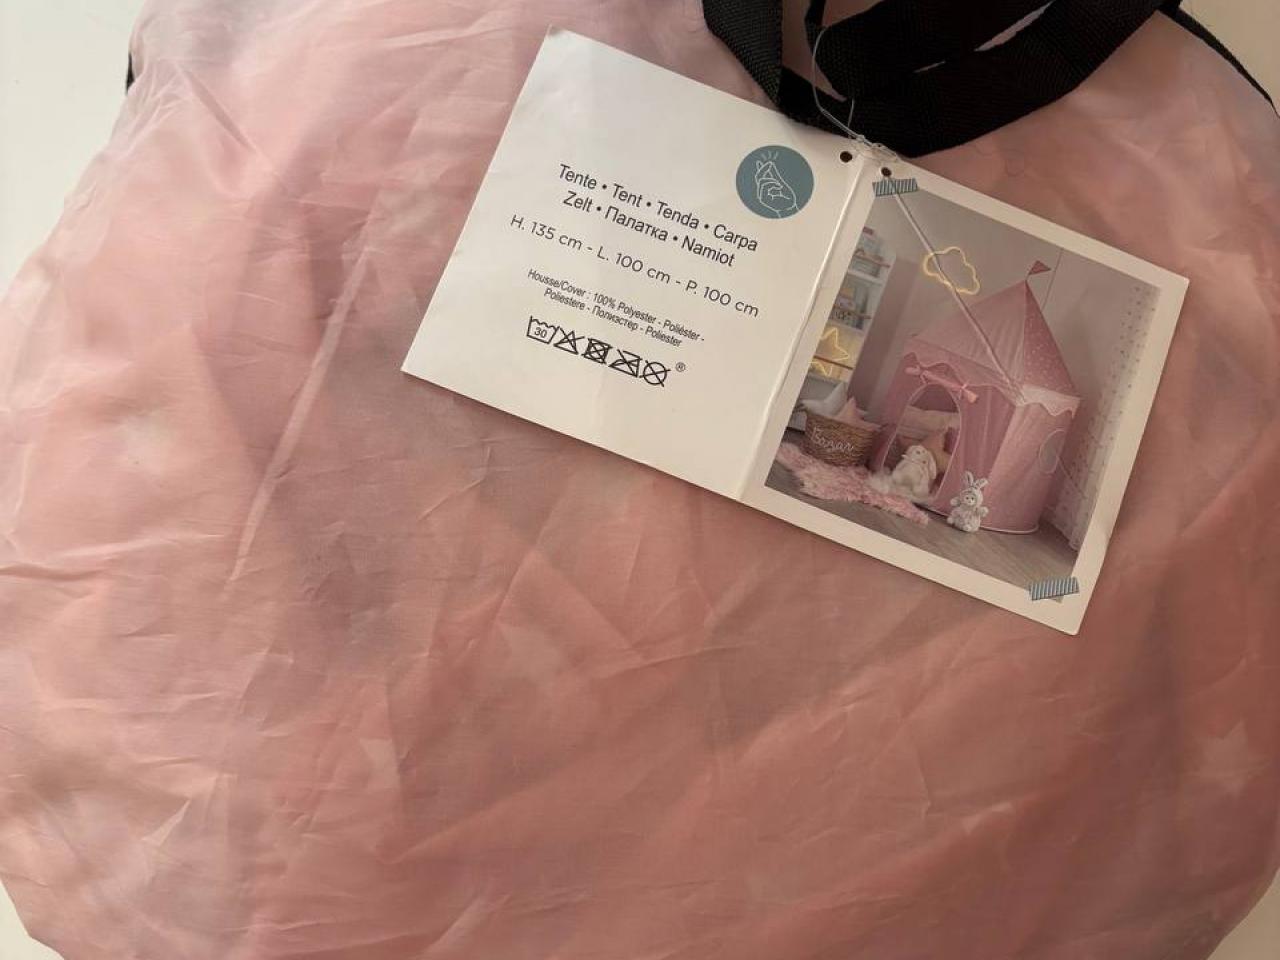 Tente • Tent • Tenda • Carpa
Zelt • Палатка • Namiot
H. 135 cm - L. 100 cm - P. 100 cm
Housse/Cover : 100% Polyester - Poliéster -
Poliestere - Полиэстер - Poliester
30
®